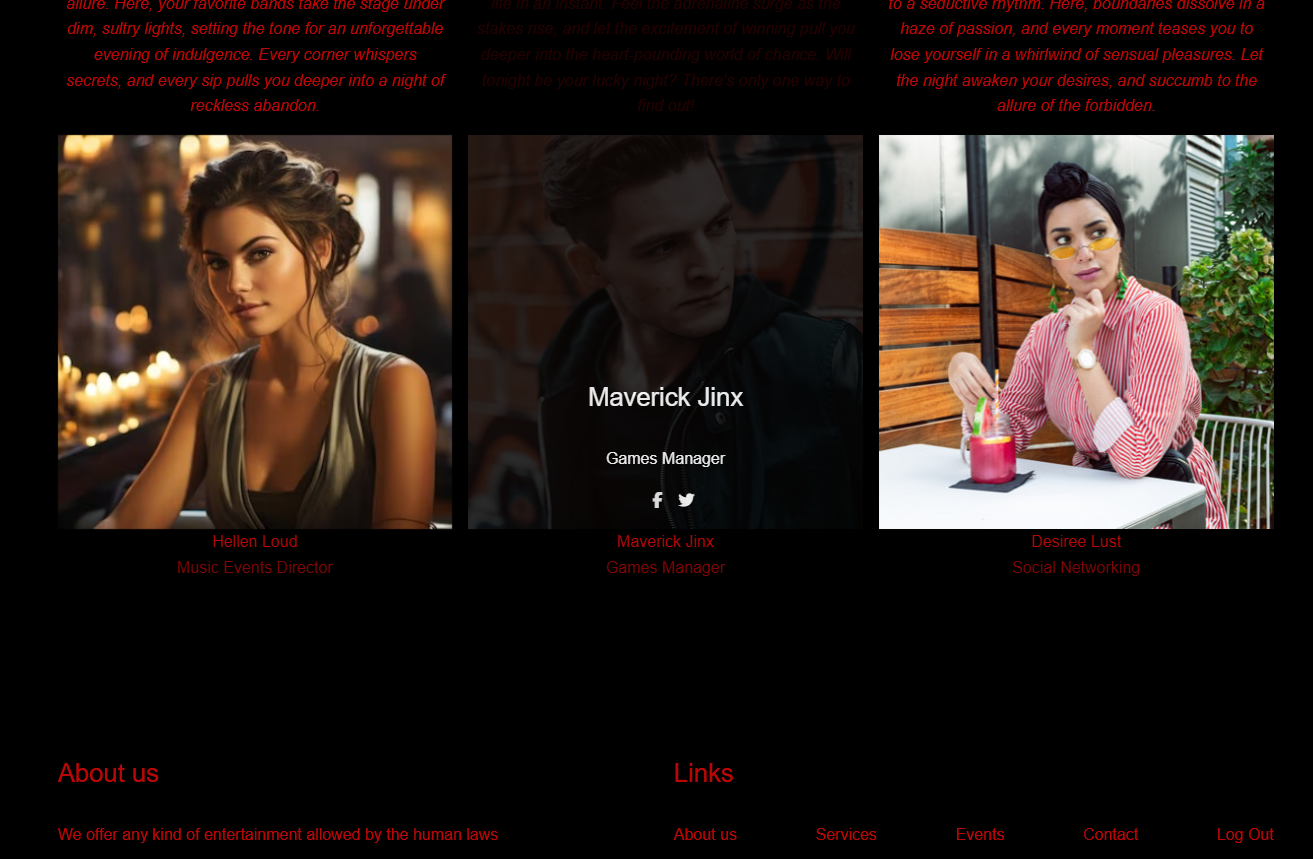 allure. Here, your favorite bands take the stage under
dim, sultry lights, setting the tone for an unforgettable
evening of indulgence. Every corner whispers
secrets, and every sip pulls you deeper into a night of
reckless abandon.
life in an instant. Feel the adrenaline surge as the
stakes rise, and let the excitement of winning pull you
deeper into the heart-pounding world of chance. Will
tonight be your lucky night? There's only one way to
find out!
to a seductive rhythm. Here, boundaries dissolve in a
haze of passion, and every moment teases you to
lose yourself in a whirlwind of sensual pleasures. Let
the night awaken your desires, and succumb to the
allure of the forbidden.
Maverick Jinx
Games Manager
Hellen Loud
Music Events Director
Maverick Jinx
Games Manager
Desiree Lust
Social Networking
About us
We offer any kind of entertainment allowed by the human laws
Links
About us Services Events Contact Log Out